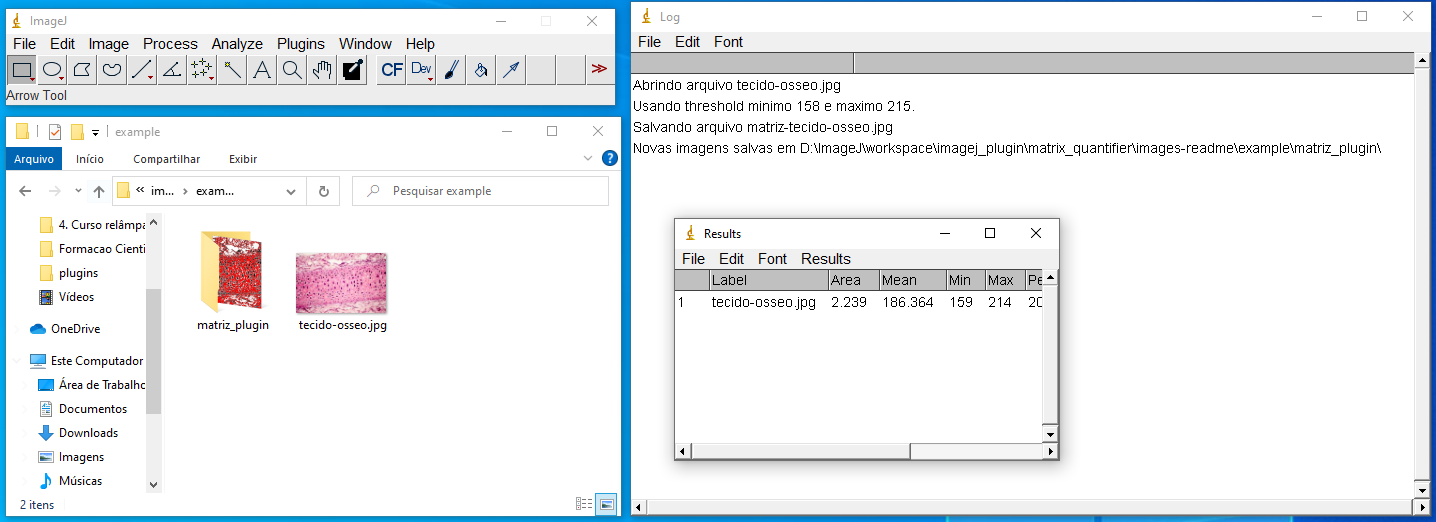 ImageJ
File Edit Image Process Analyze Plugins Window Help
CF Dev >>
Arrow Tool
example
Arquivo Início Compartilhar Exibir
« im... > exam... Pesquisar example
4. Curso relâmpa
Formacao Cienti
plugins
Vídeos
OneDrive
Este Computador
Área de Trabalho
Documentos
Downloads
Imagens
Músicas
matriz_plugin
tecido-osseo.jpg
2 itens
Log
File Edit Font
Abrindo arquivo tecido-osseo.jpg
Usando threshold minimo 158 e maximo 215.
Salvando arquivo matriz-tecido-osseo.jpg
Novas imagens salvas em D:\ImageJ\workspace\imagej_plugin\matrix_quantifier\images-readme\example\matriz_plugin\
Results
File Edit Font Results
Label Area Mean Min Max Pe
1 tecido-osseo.jpg 2.239 186.364 159 214 20